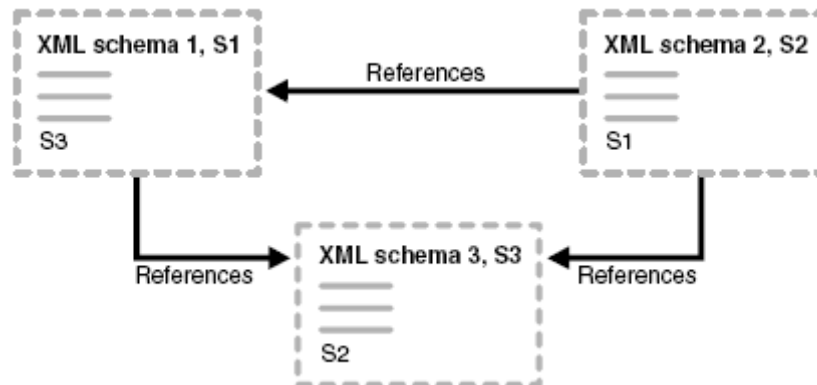 XML schema 1, S1
S3
References
XML schema 2, S2
S1
References
XML schema 3, S3
S2
References